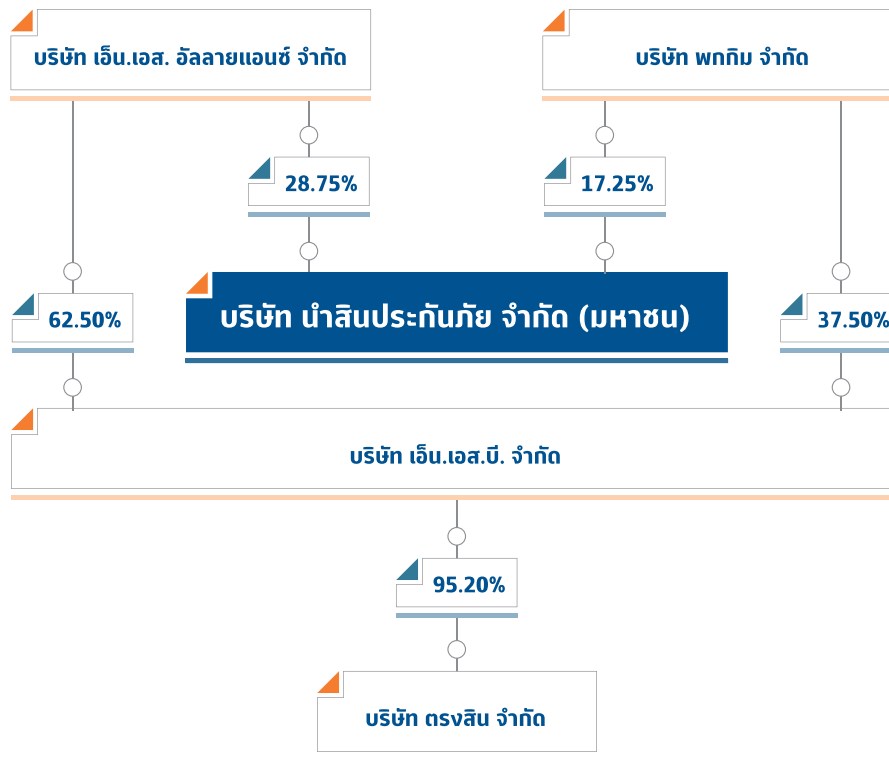 บริษัท เอ็น.เอส. อัลลายแอนซ์ จำกัด
บริษัท พกกิม จำกัด
28.75%
17.25%
62.50%
บริษัท นำสินประกันภัย จำกัด (มหาชน)
37.50%
บริษัท เอ็น.เอส.บี. จำกัด
95.20%
บริษัท ตรงสิน จำกัด